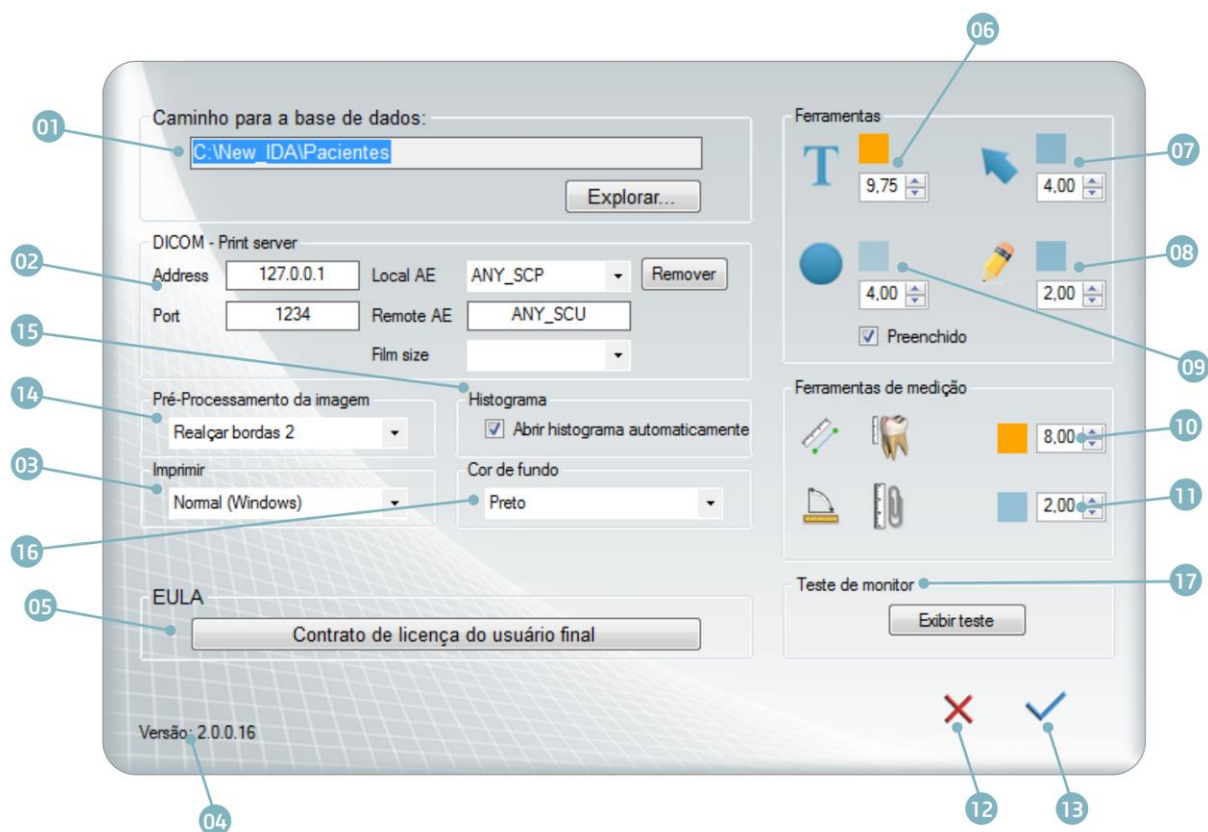 06
Caminho para a base de dados:
Ferramentas
01
C:\New_IDA\Pacientes
T
07
9,75
4,00
Explorar...
DICOM - Print server
02
Address
127.0.0.1
Local AE
ANY_SCP
Remover
08
4,00
2,00
Port
1234
Remote AE
ANY_SCU
15
Preenchido
Film size
09
14
Pré-Processamento da imagem
Histograma
Ferramentas de medição
Realçar bordas 2
Abrir histograma automaticamente
8,00
10
03
Imprimir
Cor de fundo
Normal (Windows)
Preto
2,00
11
16
Teste de monitor
17
EULA
05
Contrato de licença do usuário final
Exibir teste
Versão: 2.0.0.16
04
12
13